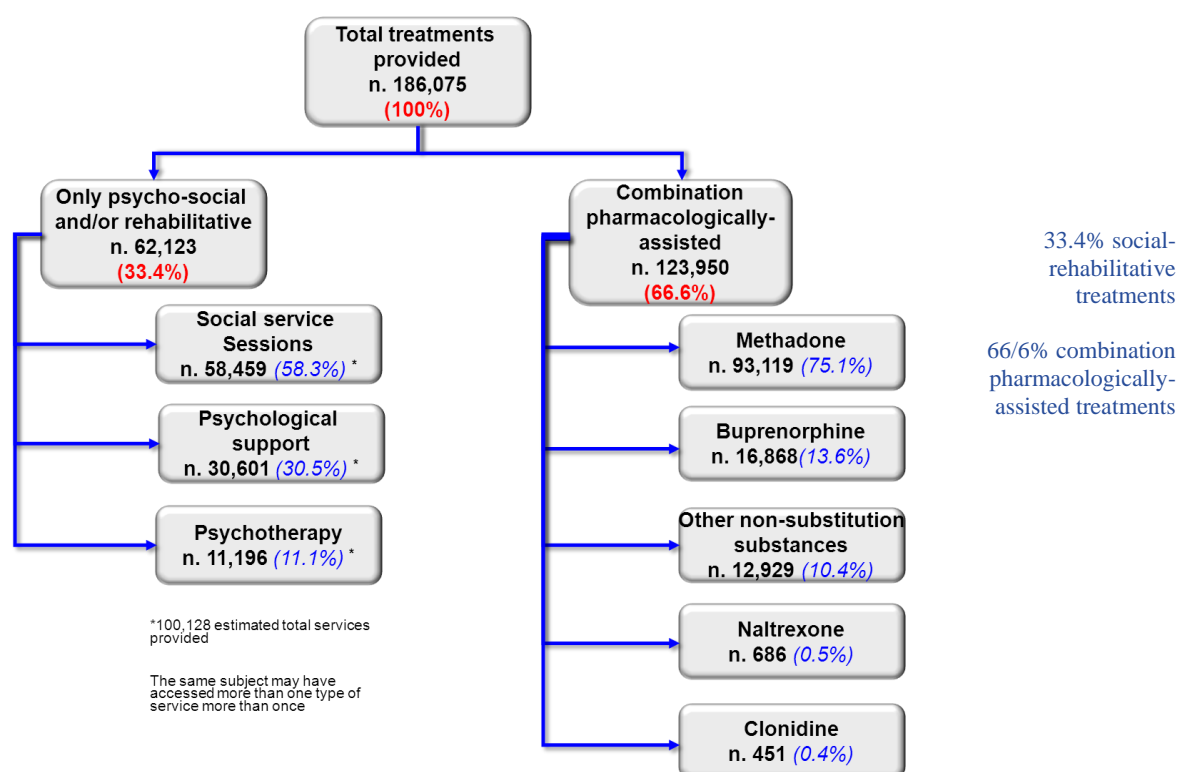 Total treatments
provided
n. 186,075
(100%)
Only psycho-social
and/or rehabilitative
n. 62,123
(33.4%)
Social service
Sessions
n. 58,459 (58.3%) *
Psychological
support
n. 30,601 (30.5%) *
Psychotherapy
n. 11,196 (11.1%) *
*100,128 estimated total services
provided
The same subject may have
accessed more than one type of
service more than once
Combination
pharmacologically-
assisted
n. 123,950
(66.6%)
Methadone
n. 93,119 (75.1%)
Buprenorphine
n. 16,868(13.6%)
Other non-substitution
substances
n. 12,929 (10.4%)
Naltrexone
n. 686 (0.5%)
Clonidine
n. 451 (0.4%)
33.4% social-
rehabilitative
treatments
66/6% combination
pharmacologically-
assisted treatments